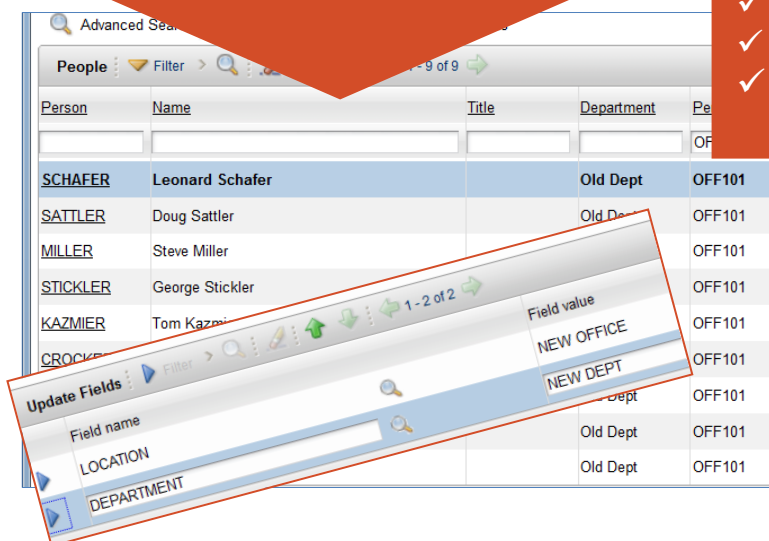 Advanced
People Filter - 9 of 9
Person Name Title Department
SCHAFER Leonard Schafer Old Dept OFF101
SATTLER Doug Sattler Old Dept OFF101
MILLER Steve Miller OFF101
STICKLER George Stickler OFF101
KAZMIER Tom Kazmier OFF101
OFF101
Dept OFF101
Old Dept OFF101
Old Dept OFF101
Update Fields Filter 1 - 2 of 2
Field name Field value
LOCATION NEW OFFICE
DEPARTMENT NEW DEPT